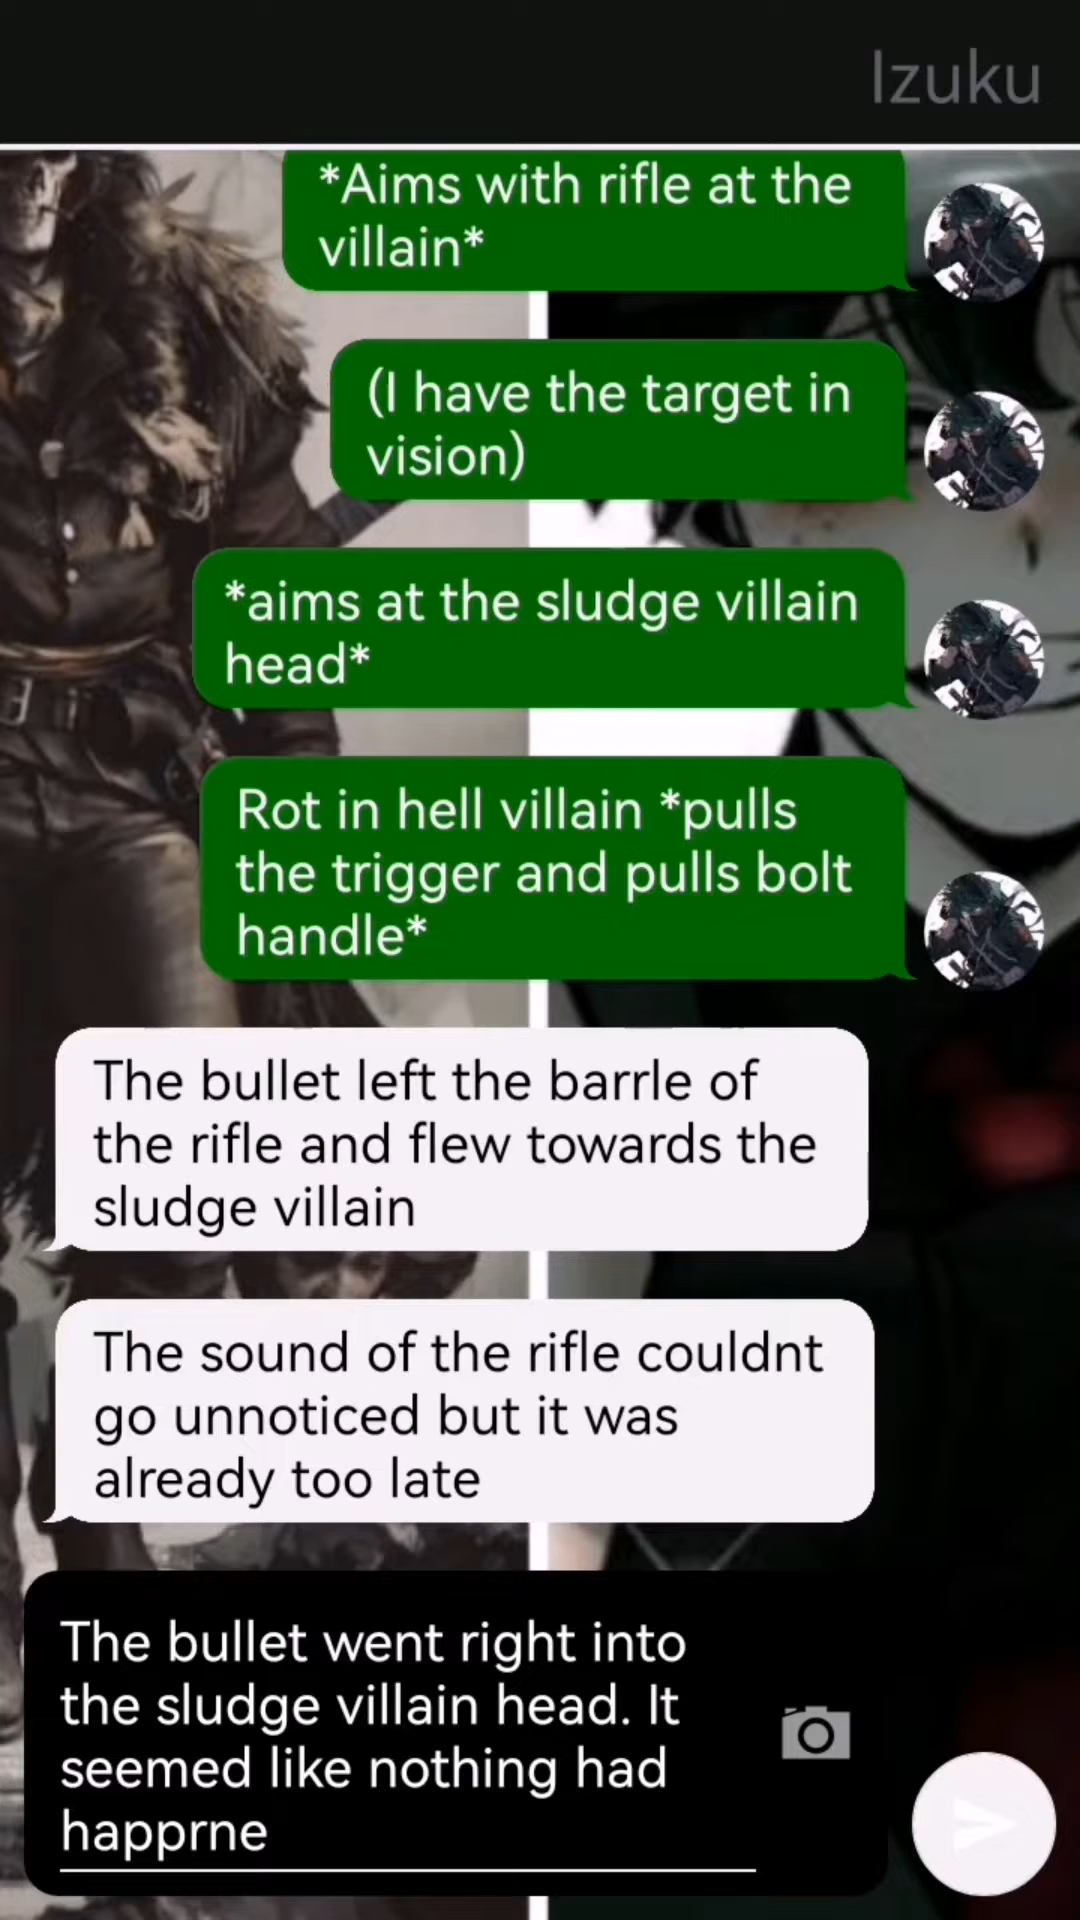 Izuku
*Aims with rifle at the
villain*
(I have the target in
vision)
*aims at the sludge villain
head*
Rot in hell villain *pulls
the trigger and pulls bolt
handle*
The bullet left the barrle of
the rifle and flew towards the
sludge villain
The sound of the rifle couldnt
go unnoticed but it was
already too late
The bullet went right into
the sludge villain head. It
seemed like nothing had
happrne